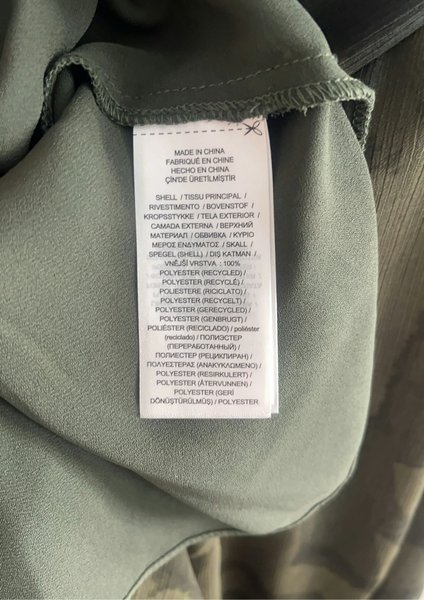 MADE IN CHINA
FABRIQUÉ EN CHINE
HECHO EN CHINA
ÇİN'DE ÜRETİLMİŞTİR
SHELL / TISSU PRINCIPAL /
RIVESTIMENTO / BOVENSTOF /
KROPSSTYKKE / TELA EXTERIOR /
CAMADA EXTERNA / ВЕРХНИЙ
МАТЕРИАЛ / ОБВИВКА / ΚΥΡΙΟ
ΜΕΡΟΣ ΕΝΔΥΜΑΤΟΣ / SKALL /
SPEGEL (SHELL) / DIŞ KATMAN /
VNĚJŠÍ VRSTVA : 100%
POLYESTER (RECYCLED) /
POLYESTER (RECYCLÉ) /
POLIESTERE (RICICLATO) /
POLYESTER (RECYCELT) /
POLYESTER (GERECYCLED) /
POLYESTER (GENBRUGT) /
POLIÉSTER (RECICLADO) / poliéster
(reciclado) / ПОЛИЭСТЕР
(ПЕРЕРАБОТАННЫЙ) /
ПОЛИЕСТЕР (РЕЦИКЛИРАН) /
ΠΟΛΥΕΣΤΕΡΑΣ (ΑΝΑΚΥΚΛΩΜΕΝΟ) /
POLYESTER (RESIRKULERT) /
POLYESTER (ÅTERVUNNEN) /
POLYESTER (GERİ
DÖNÜŞTÜRÜLMÜŞ) / POLYESTER